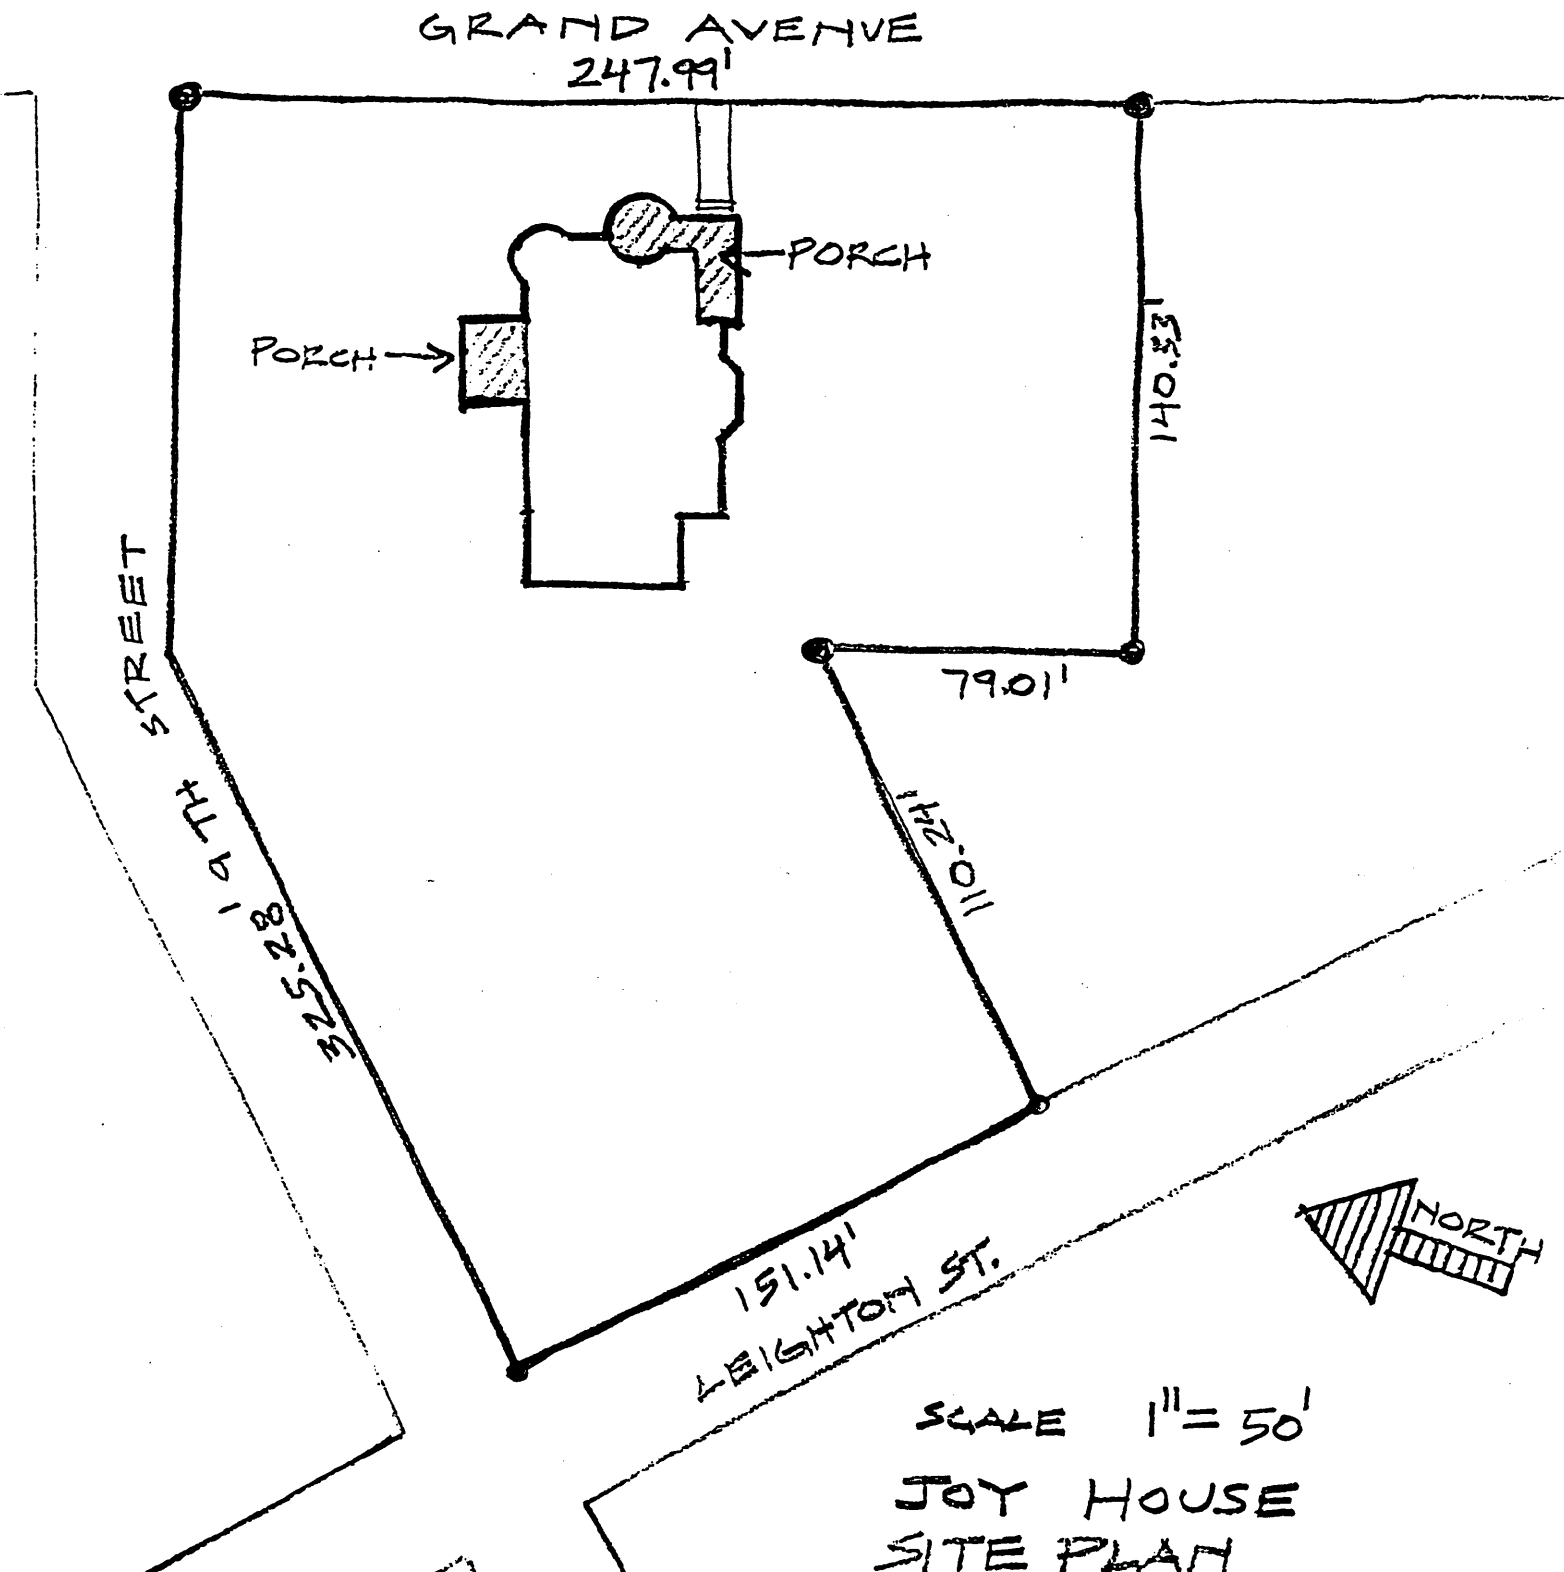 GRAND AVENUE
247.99'
PORCH
PORCH
140.33'
STREET
79.01'
19TH
110.24'
325.28
151.14'
LEIGHTON ST.
NORTH
SCALE 1"= 50'
JOY HOUSE
SITE PLAN